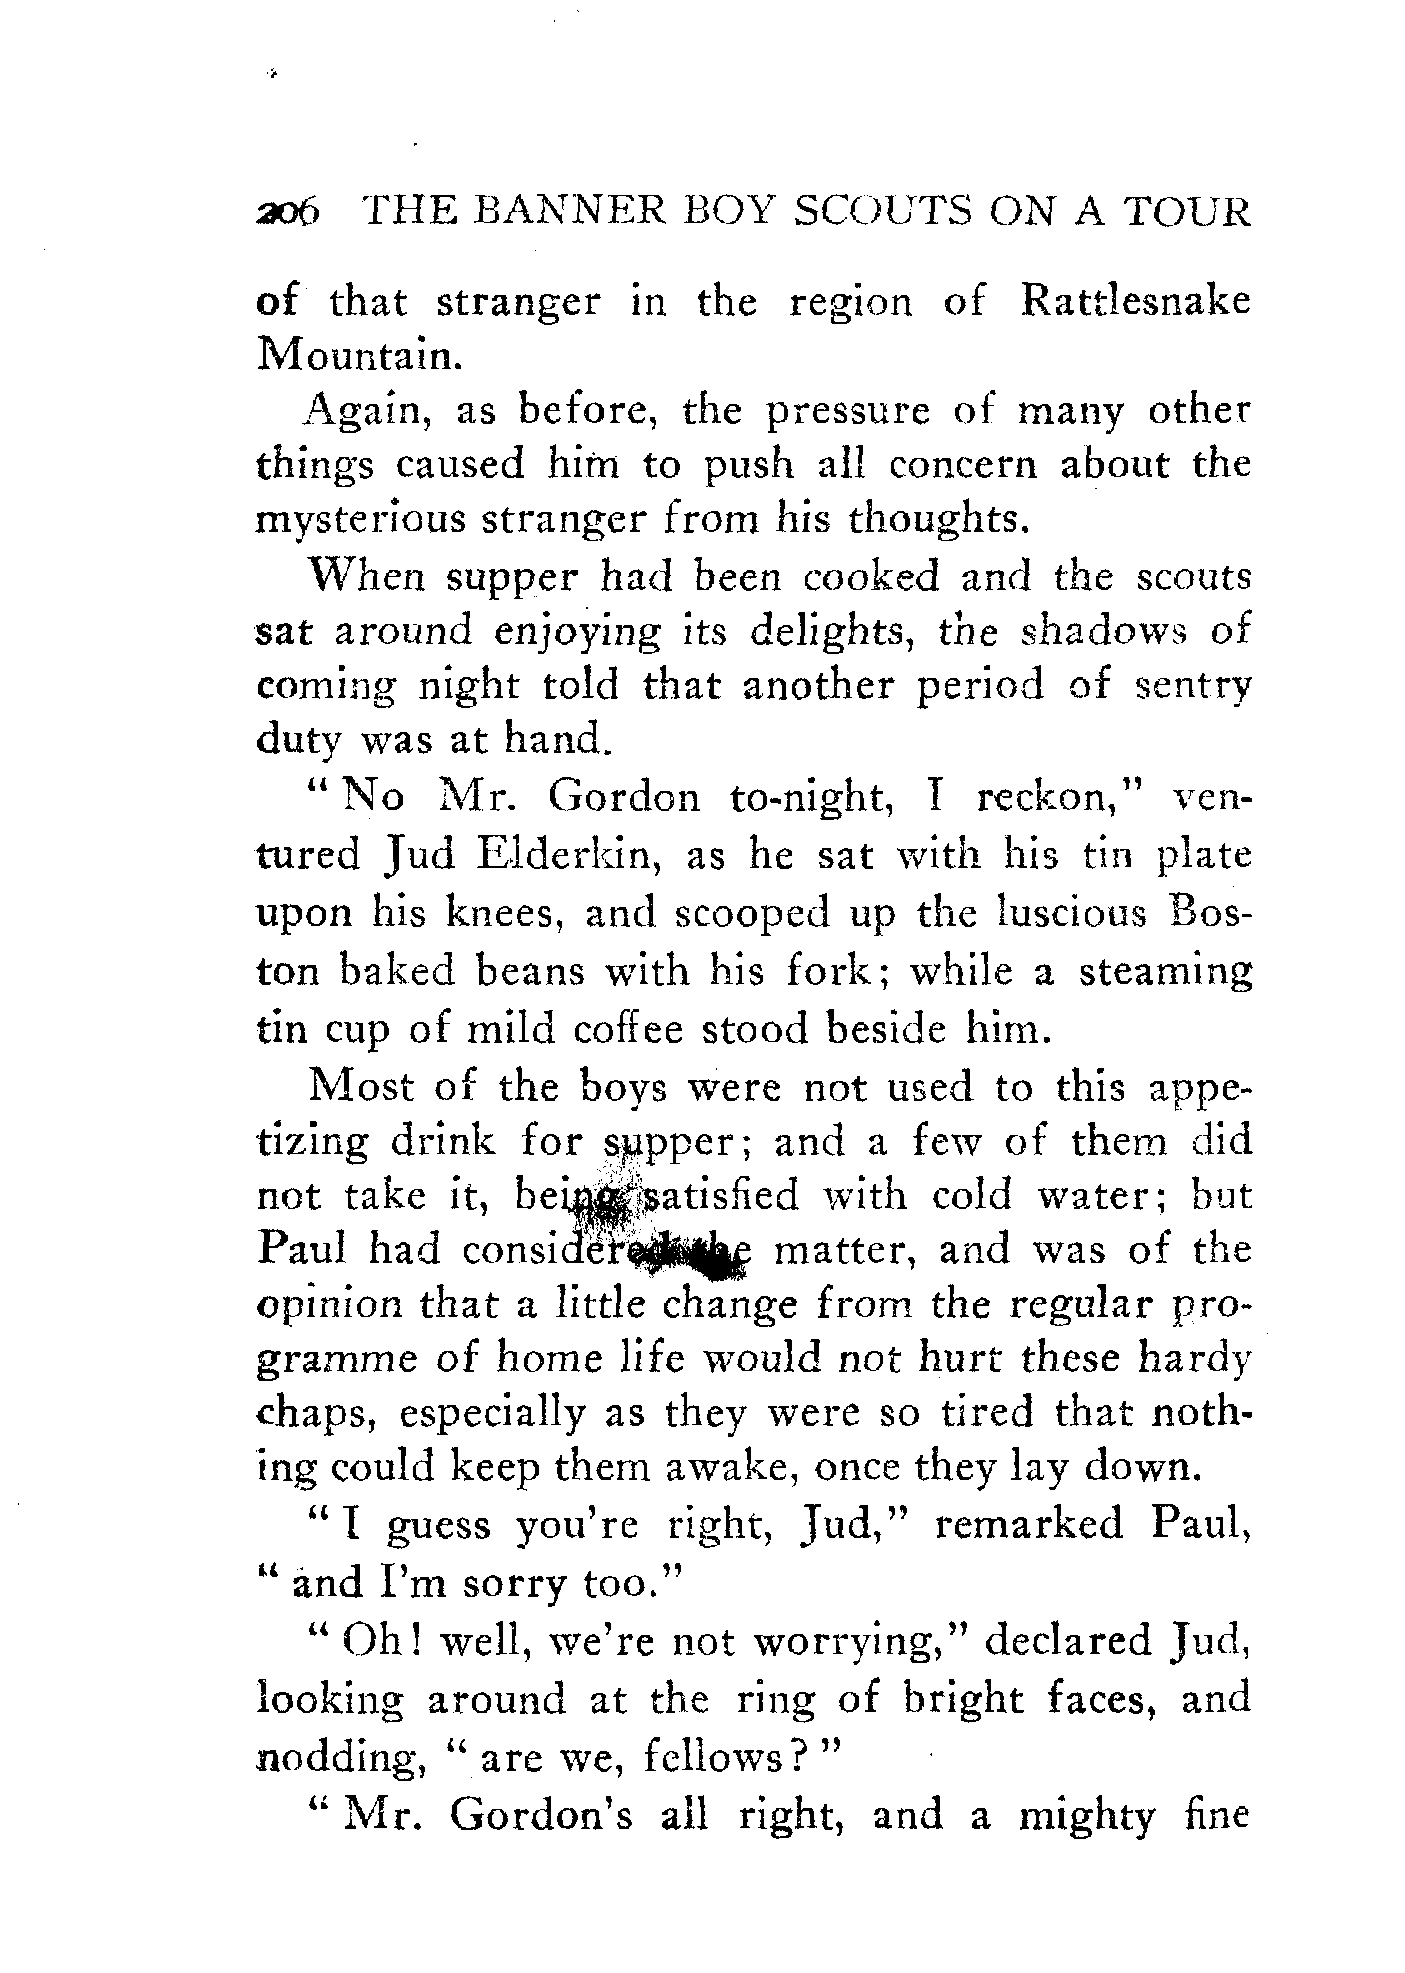 206 THE BANNER BOY SCOUTS ON A TOUR
of that stranger in the region of Rattlesnake
Mountain.
Again, as before, the pressure of many other
things caused him to push all concern about the
mysterious stranger from his thoughts.
When supper had been cooked and the scouts
sat around enjoying its delights, the shadows of
coming night told that another period of sentry
duty was at hand.
“ No Mr. Gordon to-night, I reckon,” ven-
tured Jud Elderkin, as he sat with his tin plate
upon his knees, and scooped up the luscious Bos-
ton baked beans with his fork; while a steaming
tin cup of mild coffee stood beside him.
Most of the boys were not used to this appe-
tizing drink for supper; and a few of them did
not take it, being satisfied with cold water; but
Paul had considered the matter, and was of the
opinion that a little change from the regular pro-
gramme of home life would not hurt these hardy
chaps, especially as they were so tired that noth-
ing could keep them awake, once they lay down.
“ I guess you’re right, Jud,” remarked Paul,
“ and I’m sorry too.”
“ Oh! well, we’re not worrying,” declared Jud,
looking around at the ring of bright faces, and
nodding, “ are we, fellows? ”
“ Mr. Gordon’s all right, and a mighty fine